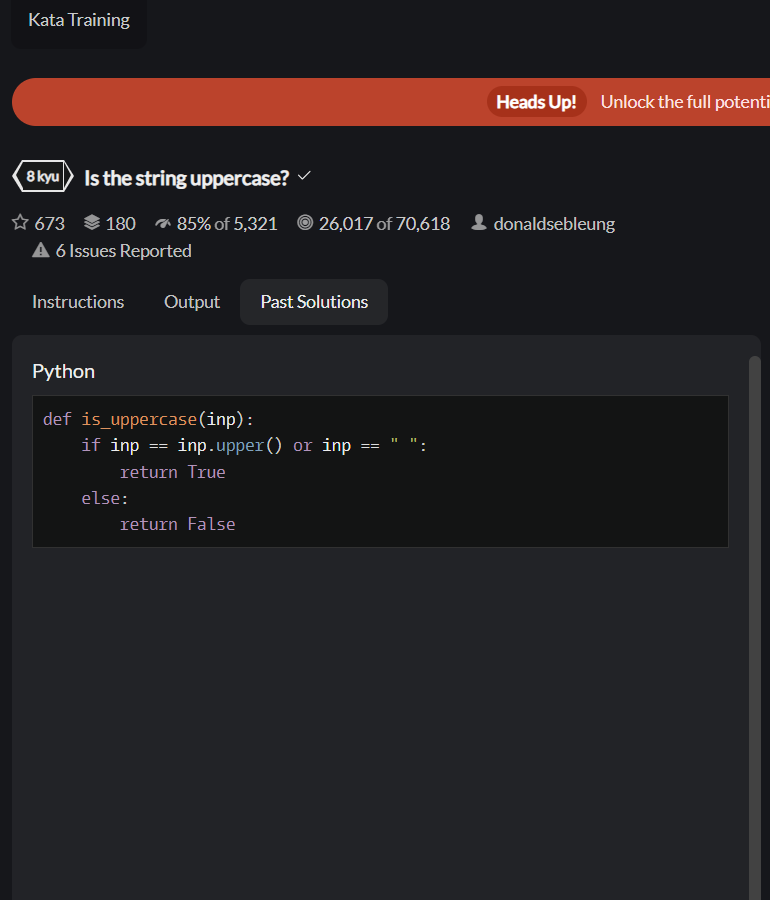 Kata Training
Heads Up! Unlock the full potenti
8 kyu Is the string uppercase?
673 180 85% of 5,321 26,017 of 70,618 donaldsebleung
6 Issues Reported
Instructions Output Past Solutions
Python
def is_uppercase(inp):
    if inp == inp.upper() or inp == " ":
        return True
    else:
        return False